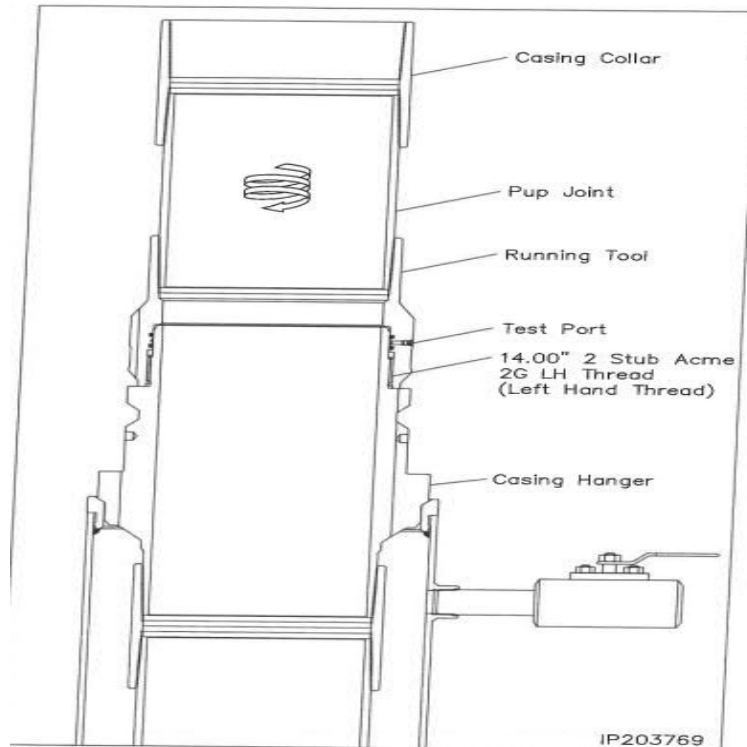 Casing Collar
Pup Joint
Running Tool
Test Port
14.00" 2 Stub Acme
2G LH Thread
(Left Hand Thread)
Casing Hanger
IP203769